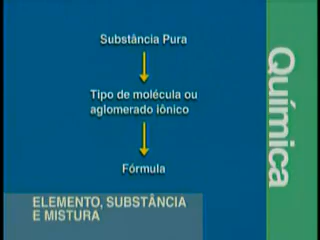 Substância Pura
Tipo de molécula ou
aglomerado iônico
Fórmula
ELEMENTO, SUBSTÂNCIA
E MISTURA
Química